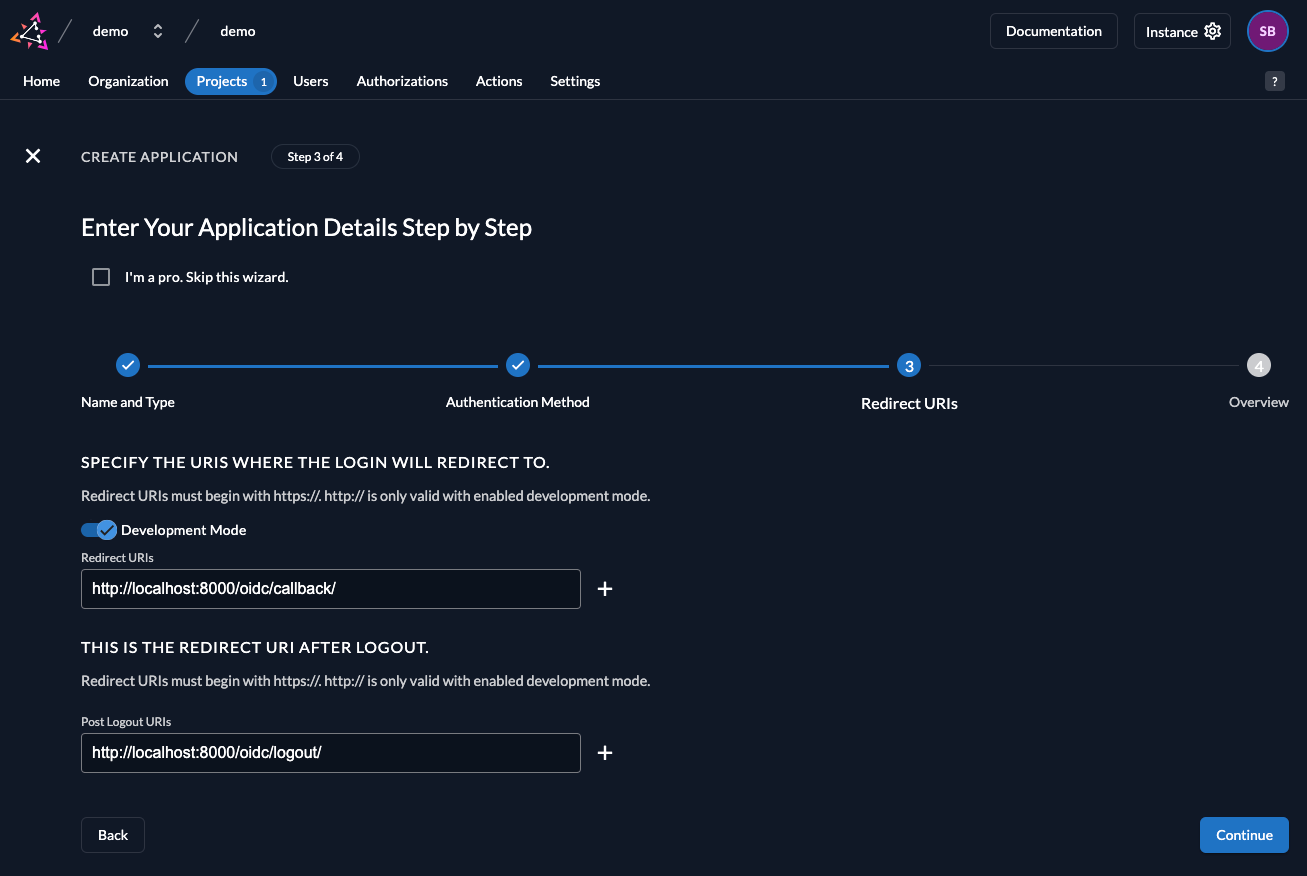 demo demo Documentation Instance SB
Home Organization Projects 1 Users Authorizations Actions Settings ?
CREATE APPLICATION Step 3 of 4
Enter Your Application Details Step by Step
I'm a pro. Skip this wizard.
3 4
Name and Type Authentication Method Redirect URIs Overview
SPECIFY THE URIS WHERE THE LOGIN WILL REDIRECT TO.
Redirect URIs must begin with https://. http:// is only valid with enabled development mode.
Development Mode
Redirect URIs
http://localhost:8000/oidc/callback/
THIS IS THE REDIRECT URI AFTER LOGOUT.
Redirect URIs must begin with https://. http:// is only valid with enabled development mode.
Post Logout URIs
http://localhost:8000/oidc/logout/
Back Continue